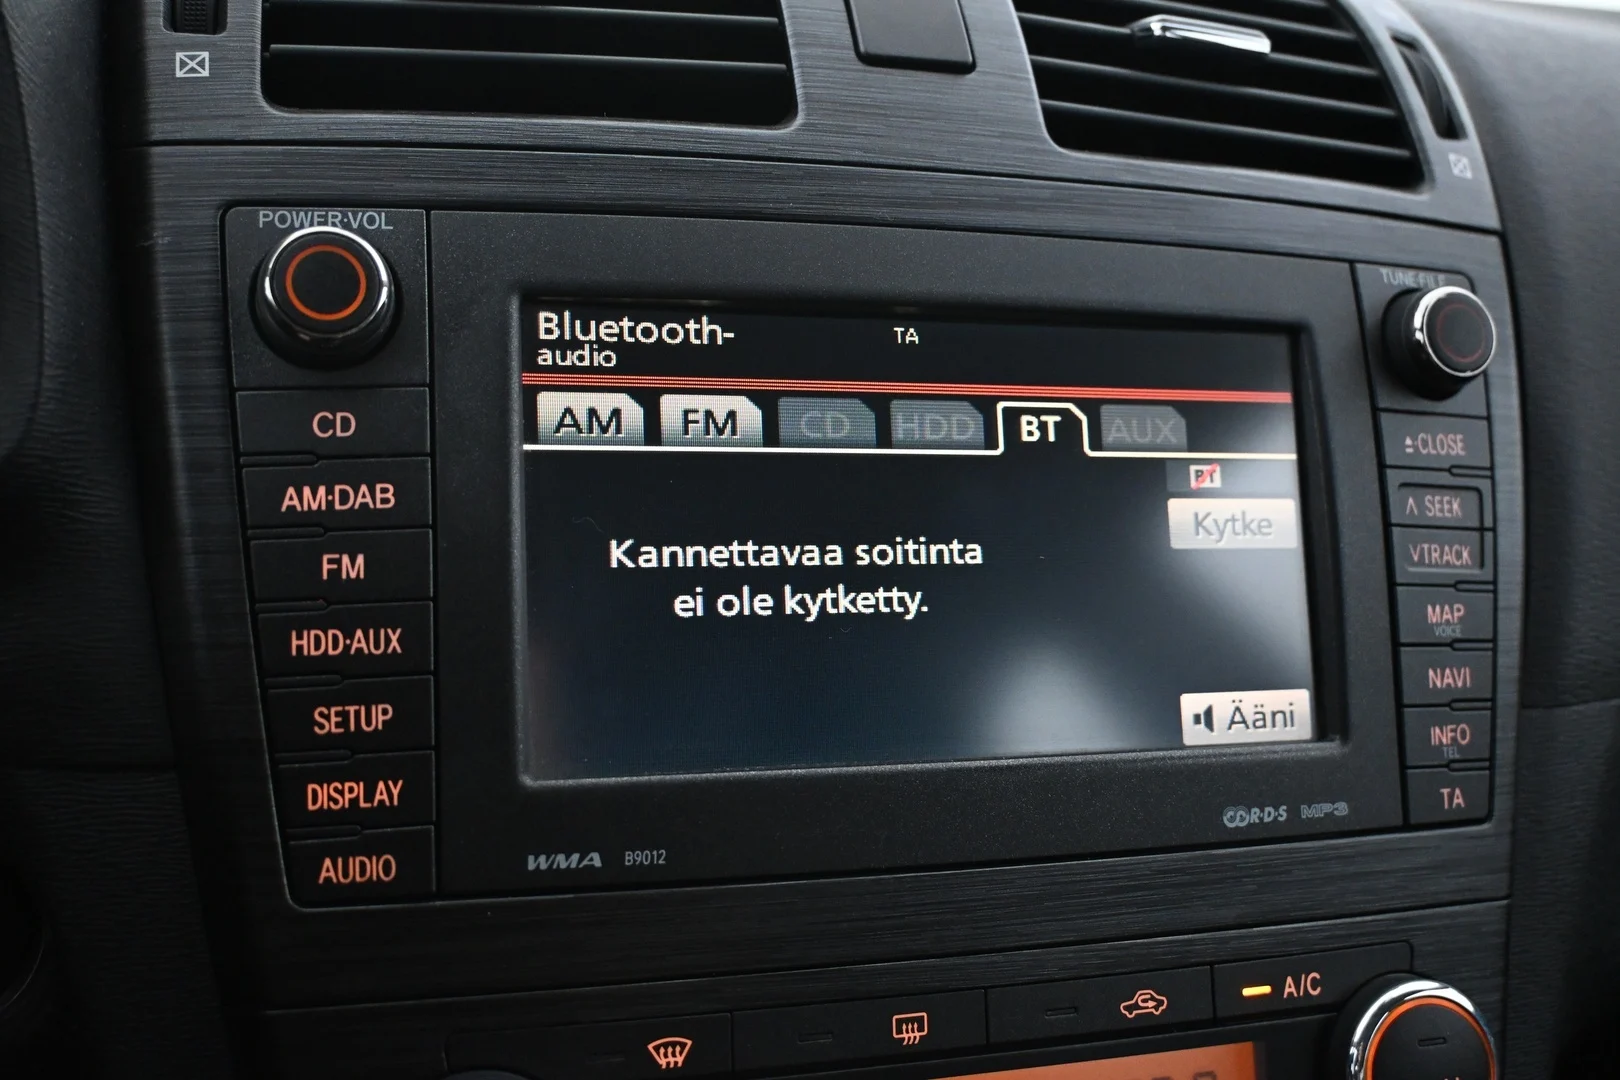 POWER·VOL
TUNE·FILE
Bluetooth-
audio
TA
AM FM CD HDD BT AUX
BT
Kytke
Kannettavaa soitinta
ei ole kytketty.
Ääni
CD
AM·DAB
FM
HDD·AUX
SETUP
DISPLAY
AUDIO
CLOSE
∧ SEEK
∨TRACK
MAP
VOICE
NAVI
INFO
TEL
TA
WMA B9012
R·D·S MP3
A/C